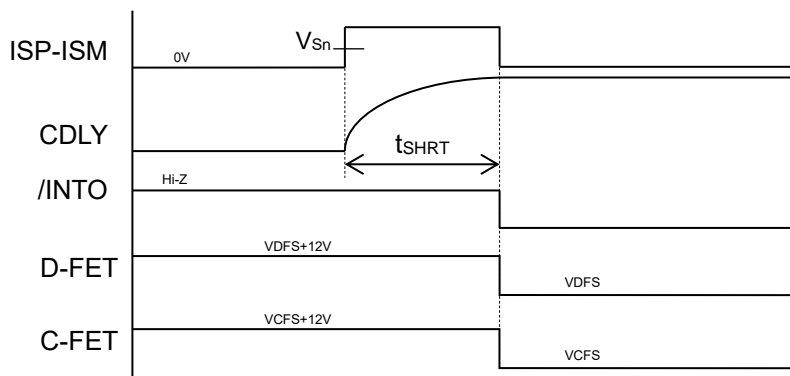 VSn
ISP-ISM
0V
CDLY
tSHRT
/INTO
Hi-Z
VDFS+12V
D-FET
VDFS
VCFS+12V
C-FET
VCFS